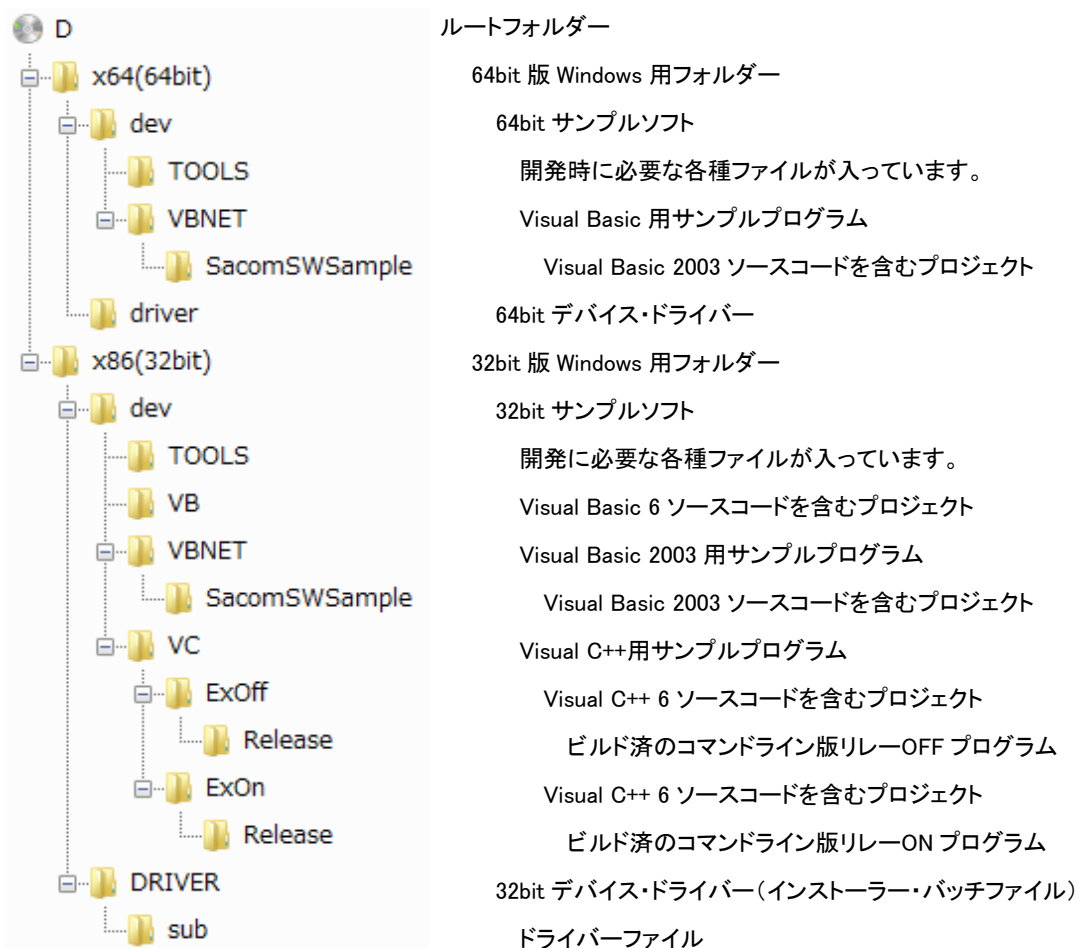 D ルートフォルダー
x64(64bit) 64bit 版 Windows 用フォルダー
dev 64bit サンプルソフト
TOOLS 開発時に必要な各種ファイルが入っています。
VBNET Visual Basic 用サンプルプログラム
SacomSWSample Visual Basic 2003 ソースコードを含むプロジェクト
driver 64bit デバイス・ドライバー
x86(32bit) 32bit 版 Windows 用フォルダー
dev 32bit サンプルソフト
TOOLS 開発に必要な各種ファイルが入っています。
VB Visual Basic 6 ソースコードを含むプロジェクト
VBNET Visual Basic 2003 用サンプルプログラム
SacomSWSample Visual Basic 2003 ソースコードを含むプロジェクト
VC Visual C++用サンプルプログラム
ExOff Visual C++ 6 ソースコードを含むプロジェクト
Release ビルド済のコマンドライン版リレーOFF プログラム
ExOn Visual C++ 6 ソースコードを含むプロジェクト
Release ビルド済のコマンドライン版リレーON プログラム
DRIVER 32bit デバイス・ドライバー（インストーラー・バッチファイル）
sub ドライバーファイル